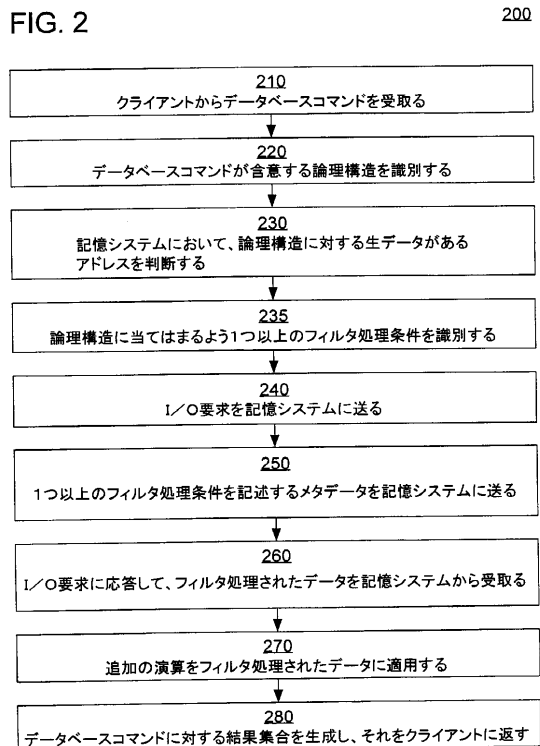 FIG. 2
200
210
クライアントからデータベースコマンドを受取る
220
データベースコマンドが含意する論理構造を識別する
230
記憶システムにおいて、論理構造に対する生データがある
アドレスを判断する
235
論理構造に当てはまるよう1つ以上のフィルタ処理条件を識別する
240
I/O要求を記憶システムに送る
250
1つ以上のフィルタ処理条件を記述するメタデータを記憶システムに送る
260
I/O要求に応答して、フィルタ処理されたデータを記憶システムから受取る
270
追加の演算をフィルタ処理されたデータに適用する
280
データベースコマンドに対する結果集合を生成し、それをクライアントに返す